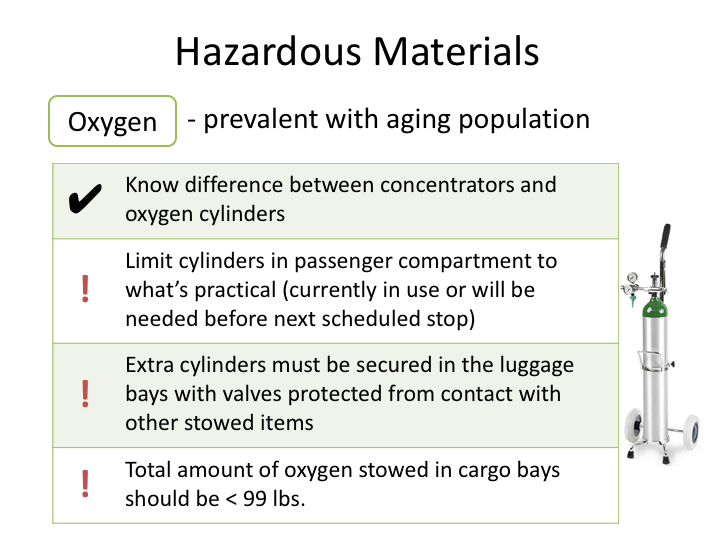 Hazardous Materials
Oxygen - prevalent with aging population
✔ Know difference between concentrators and
oxygen cylinders
! Limit cylinders in passenger compartment to
what’s practical (currently in use or will be
needed before next scheduled stop)
! Extra cylinders must be secured in the luggage
bays with valves protected from contact with
other stowed items
! Total amount of oxygen stowed in cargo bays
should be < 99 lbs.